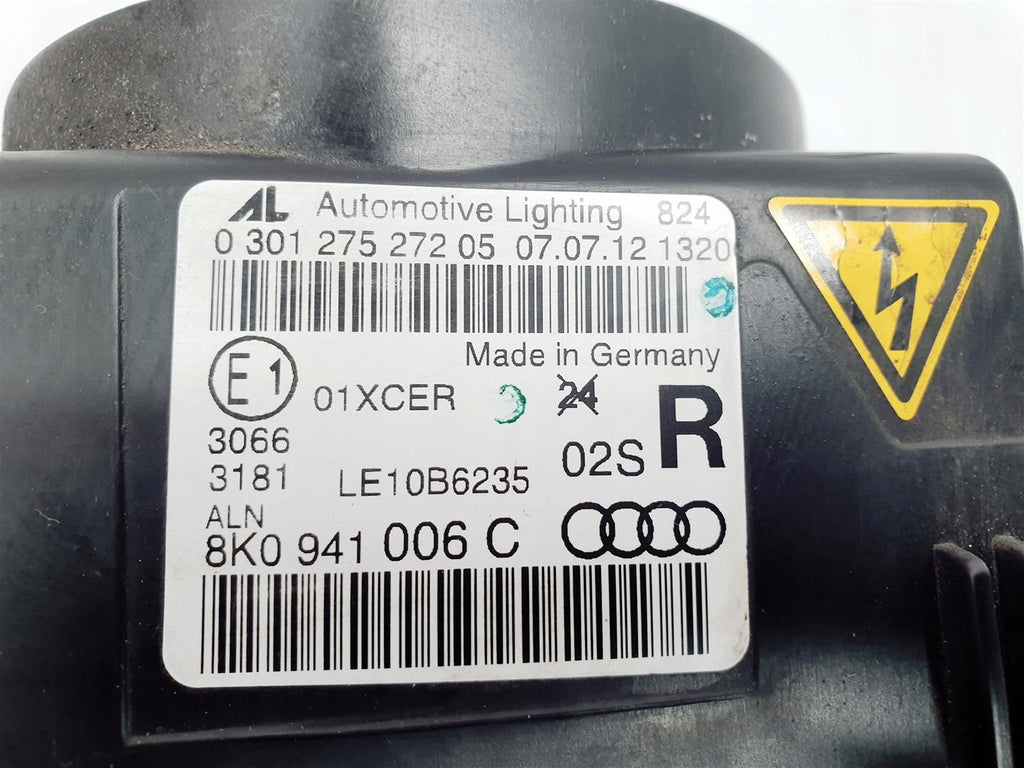 AL Automotive Lighting 824
0 301 275 272 05 07.07.12 1320
Made in Germany
E1 01XCER 24 R
3066 02S
3181 LE10B6235
ALN
8K0 941 006 C